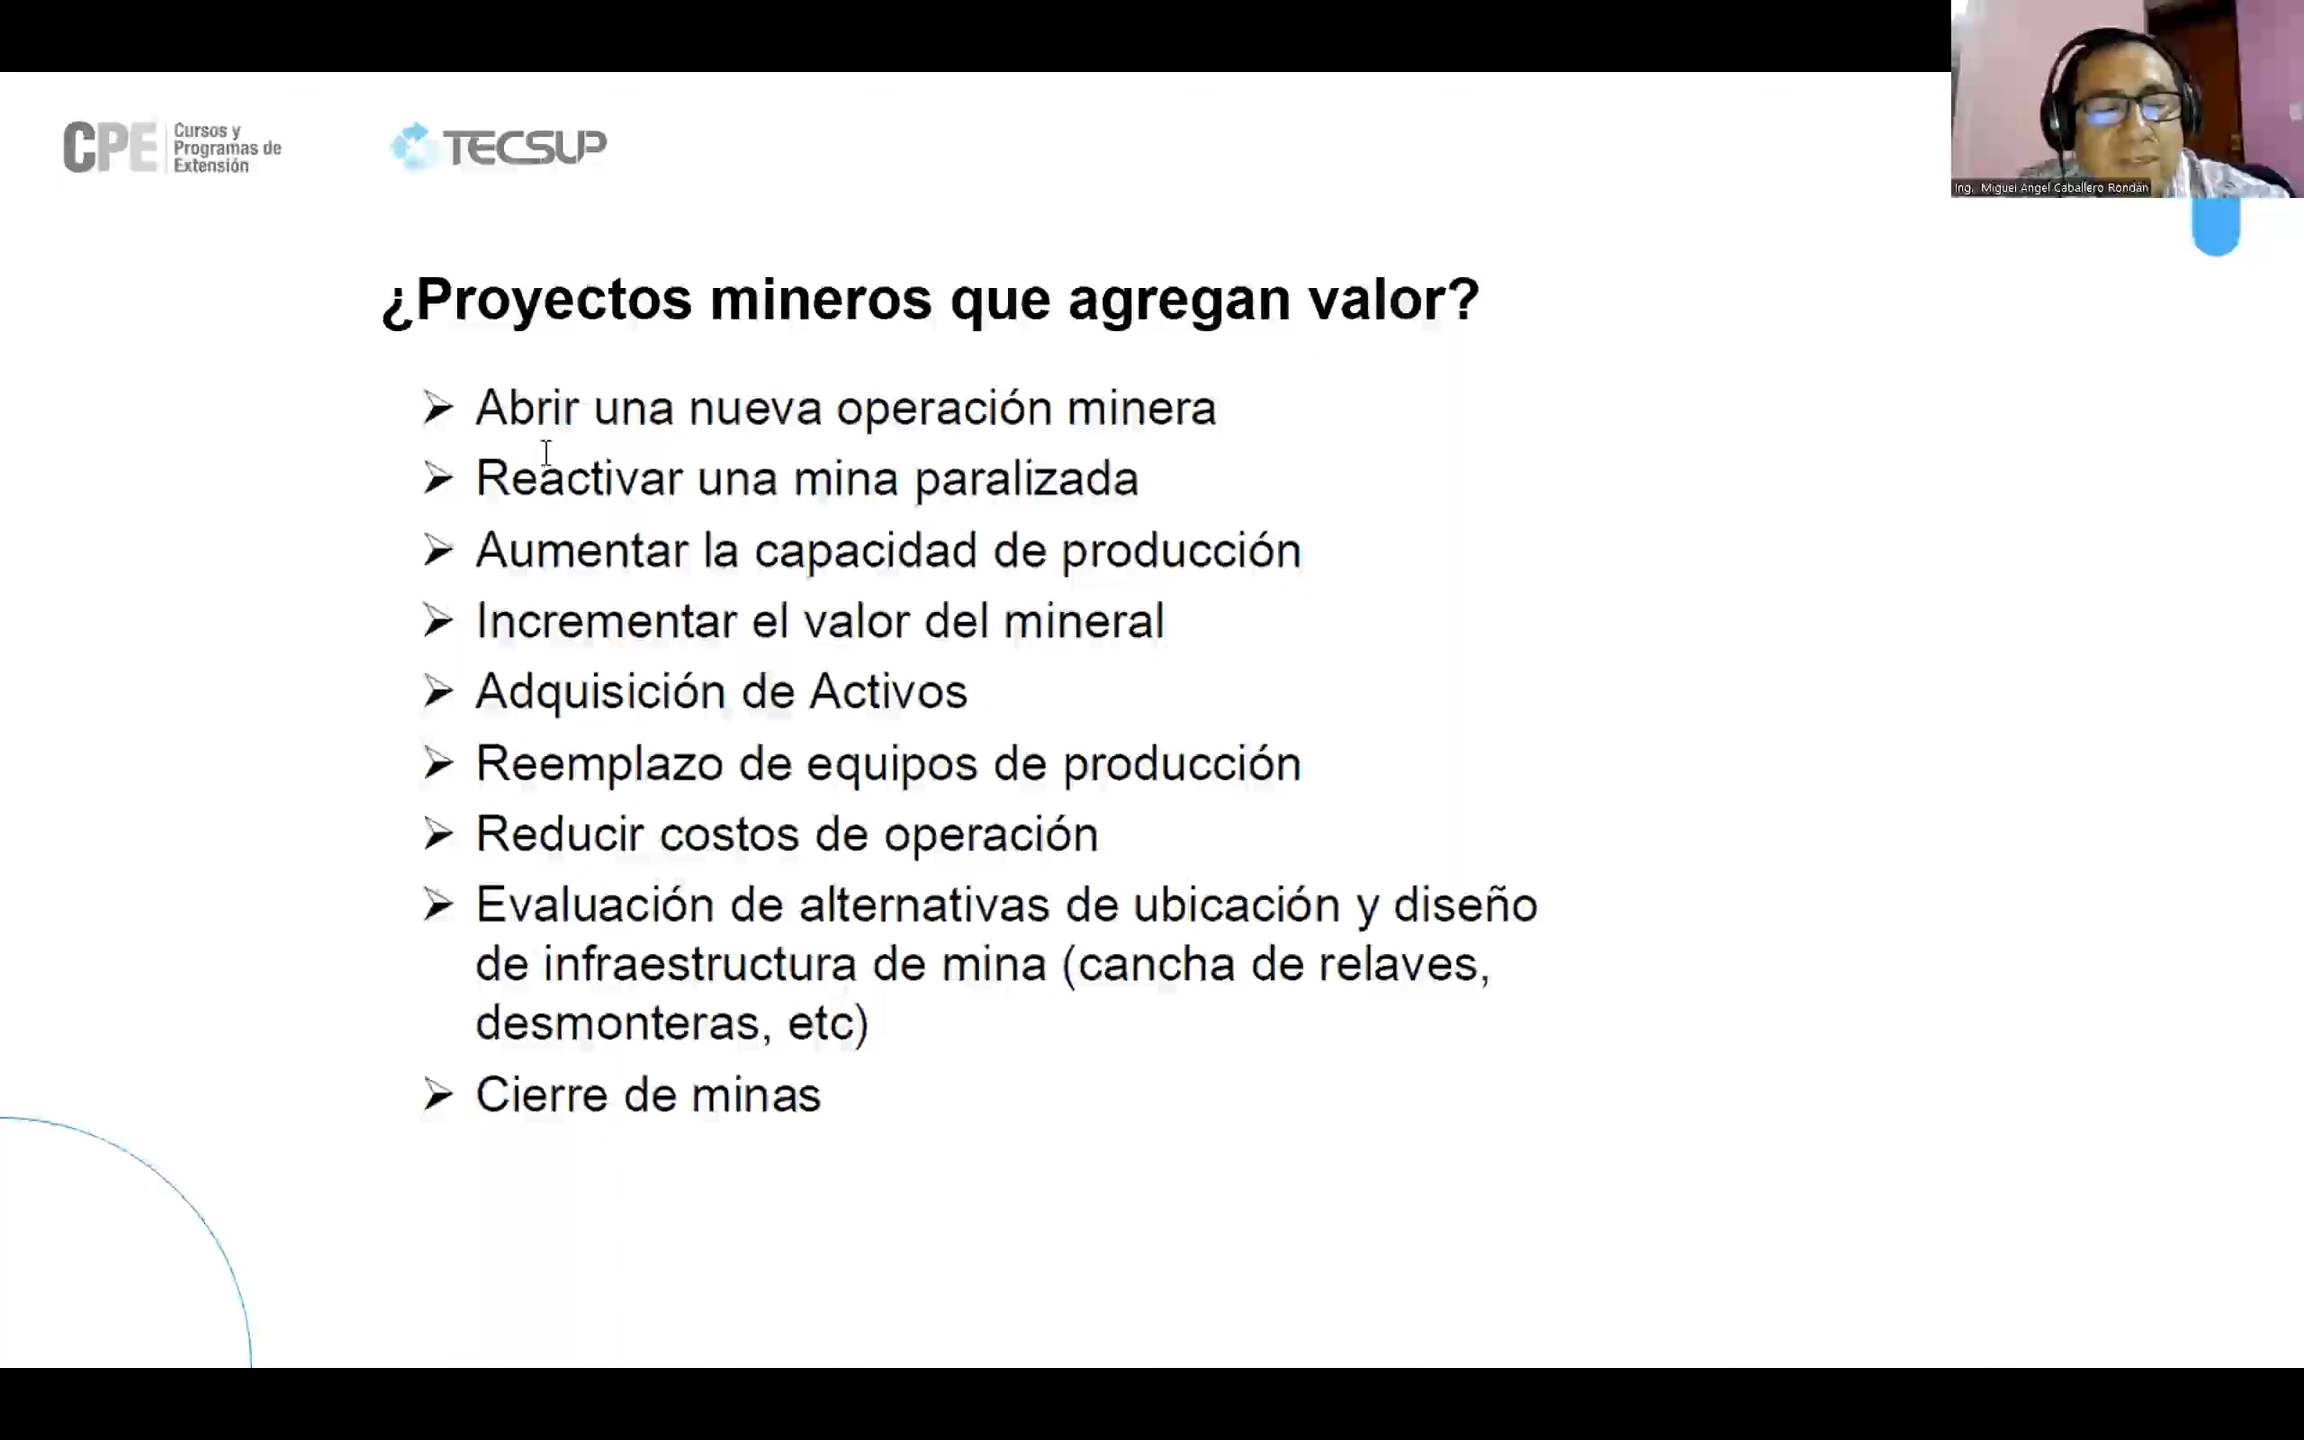 CPE
Cursos y
Programas de
Extensión
TECSUP
Ing. Miguel Angel Caballero Rondán
¿Proyectos mineros que agregan valor?
➢ Abrir una nueva operación minera
➢ Reactivar una mina paralizada
➢ Aumentar la capacidad de producción
➢ Incrementar el valor del mineral
➢ Adquisición de Activos
➢ Reemplazo de equipos de producción
➢ Reducir costos de operación
➢ Evaluación de alternativas de ubicación y diseño
de infraestructura de mina (cancha de relaves,
desmonteras, etc)
➢ Cierre de minas